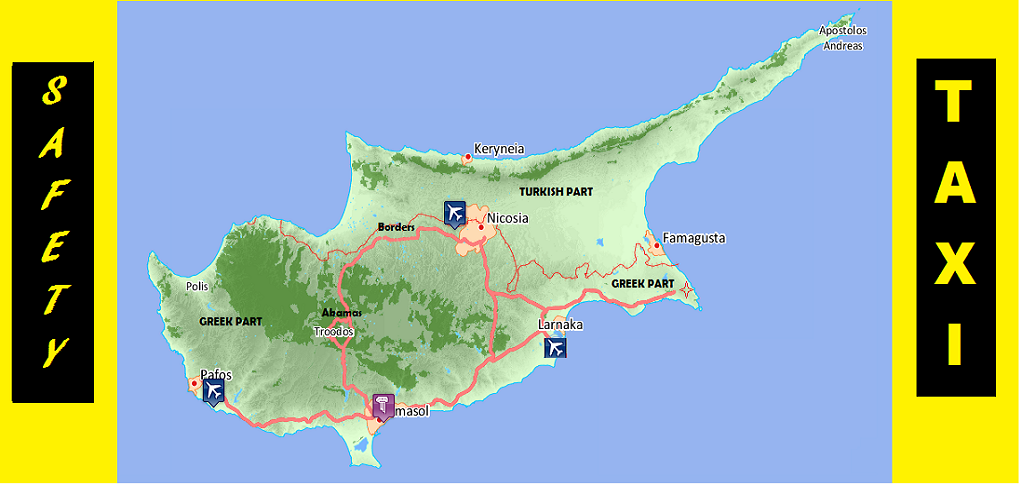 SAFETY
Apostolos
Andreas
Keryneia
TURKISH PART
Nicosia
Borders
Famagusta
Polis
GREEK PART
GREEK PART
Abamas
Troodos
Larnaka
Pafos
masol
TAXI